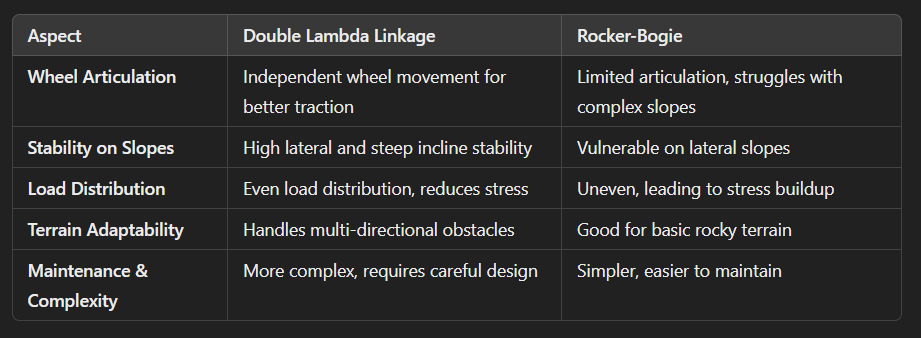 Aspect Double Lambda Linkage Rocker-Bogie
Wheel Articulation Independent wheel movement for Limited articulation, struggles with
better traction complex slopes
Stability on Slopes High lateral and steep incline stability Vulnerable on lateral slopes
Load Distribution Even load distribution, reduces stress Uneven, leading to stress buildup
Terrain Adaptability Handles multi-directional obstacles Good for basic rocky terrain
Maintenance & More complex, requires careful design Simpler, easier to maintain
Complexity